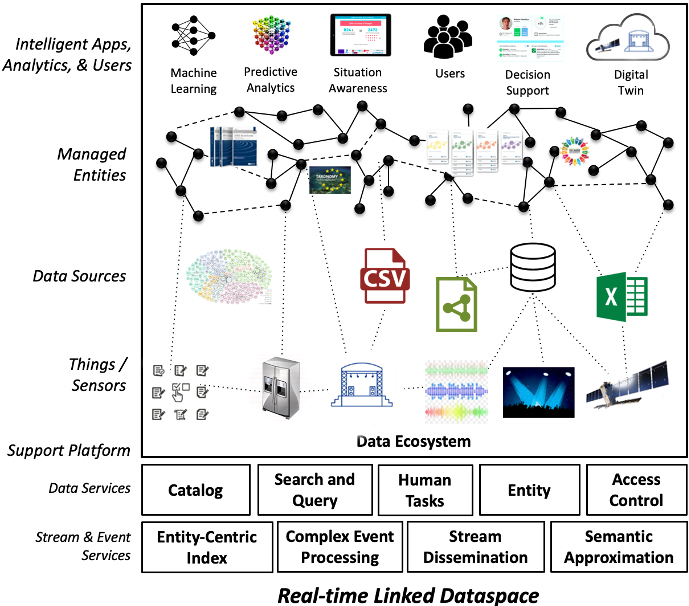 Intelligent Apps,
Analytics, & Users
Machine
Learning
Predictive
Analytics
Situation
Awareness
Users
Decision
Support
Digital
Twin
Managed
Entities
TAXONOMY
Data Sources
CSV
X
Things /
Sensors
Data Ecosystem
Support Platform
Data Services
Catalog
Search and
Query
Human
Tasks
Entity
Access
Control
Stream & Event
Services
Entity-Centric
Index
Complex Event
Processing
Stream
Dissemination
Semantic
Approximation
Real-time Linked Dataspace